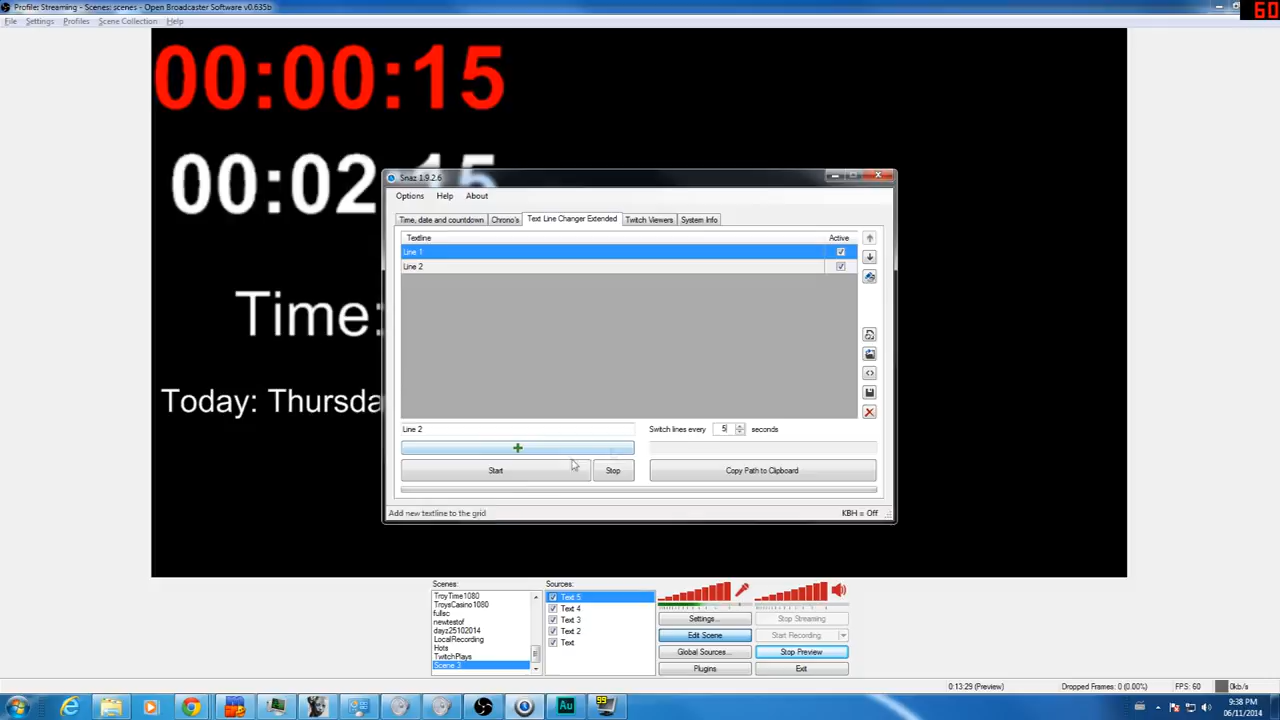 Profile: Streaming - Scenes: scenes - Open Broadcaster Software v0.635b
60
File Settings Profiles Scene Collection Help
00:00:15
00:02:15
Snaz 1.9.2.6
Options Help About
Time, date and countdown Chrono's Text Line Changer Extended Twitch Viewers System Info
Textline Active
Line 1
Line 2
Time:
Today: Thursda
Line 2 Switch lines every 5 seconds
Start Stop Copy Path to Clipboard
Add new textline to the grid KBH = Off
Scenes: Sources:
TroyTime1080
TroysCasino1080
fullsc
newtestof
dayz25102014
LocalRecording
Hots
TwitchPlays
Scene 3
Text 5
Text 4
Text 3
Text 2
Text
Settings... Stop Streaming
Edit Scene Start Recording
Global Sources... Stop Preview
Plugins Exit
0:13:29 (Preview) Dropped Frames: 0 (0.00%) FPS: 60 0kb/s
99
9:38 PM
06/11/2014